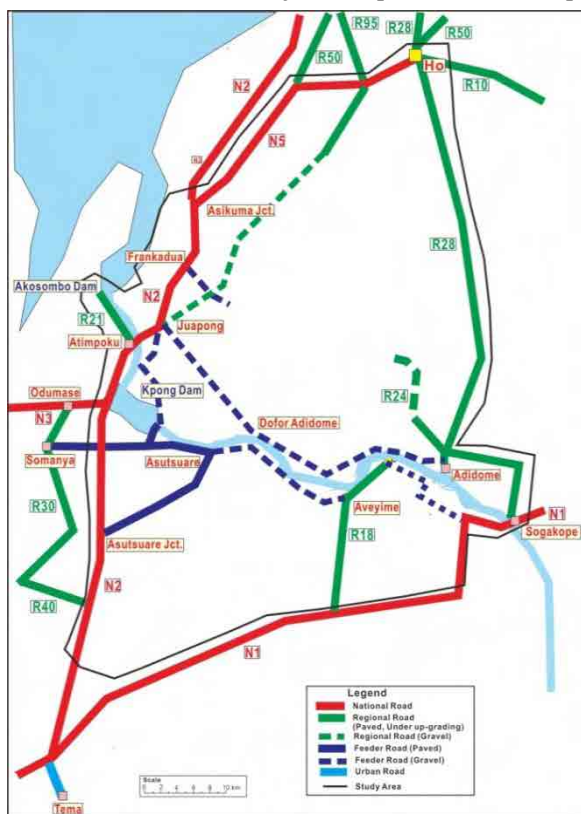 R95
R28
R50
R50
Ho
R10
N2
N5
Asikuma Jct.
R28
Frankadua
Akosombo Dam
N2
R21
Juapong
Atimpoku
Kpong Dam
R24
Odumase
N3
Dofor Adidome
Somanya
Asutsuare
Adidome
Aveyime
N1
R30
Sogakope
Asutsuare Jct.
R18
N2
R40
N1
Legend
National Road
Regional Road
(Paved, Under up-grading)
Regional Road (Gravel)
Feeder Road (Paved)
Feeder Road (Gravel)
Urban Road
Study Area
Scale
0
10 km
Tema